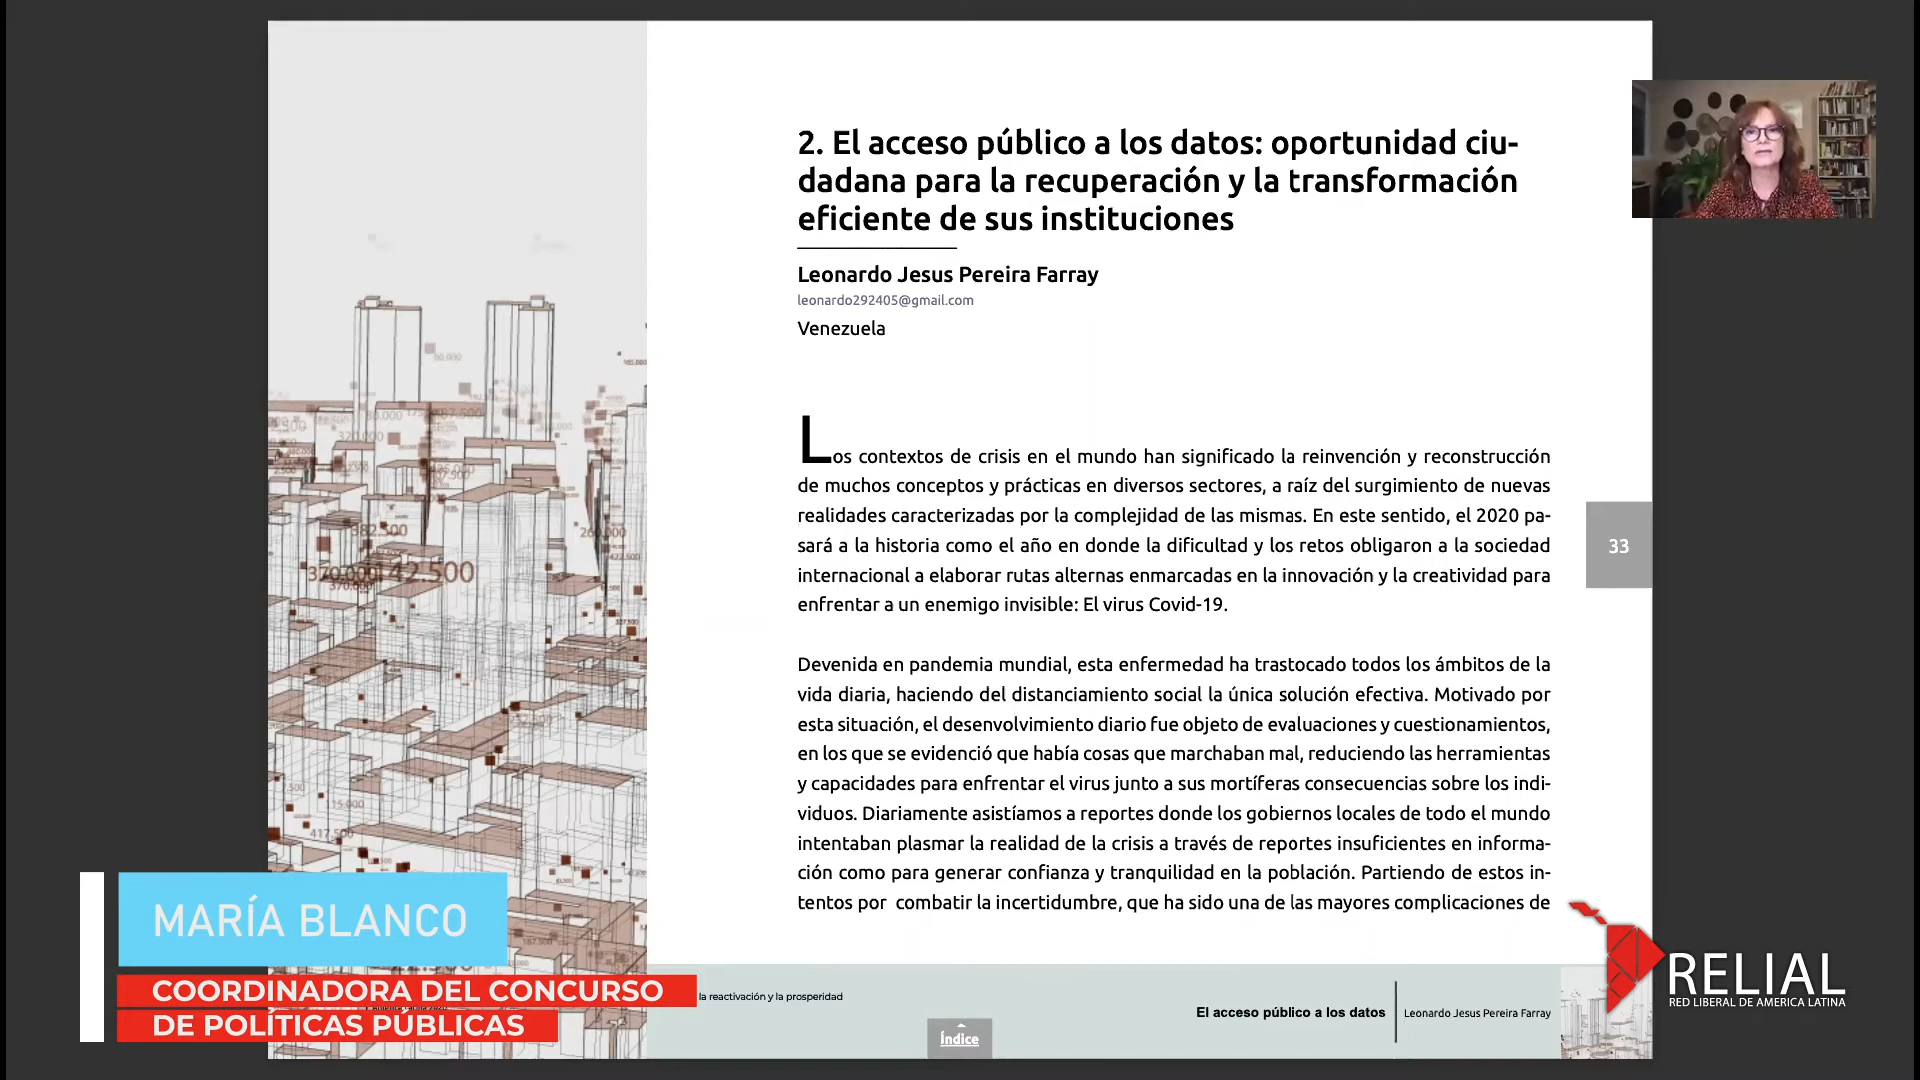 2. El acceso público a los datos: oportunidad ciu-
dadana para la recuperación y la transformación
eficiente de sus instituciones
Leonardo Jesus Pereira Farray
leonardo292405@gmail.com
Venezuela
Los contextos de crisis en el mundo han significado la reinvención y reconstrucción
de muchos conceptos y prácticas en diversos sectores, a raíz del surgimiento de nuevas
realidades caracterizadas por la complejidad de las mismas. En este sentido, el 2020 pa-
sará a la historia como el año en donde la dificultad y los retos obligaron a la sociedad
internacional a elaborar rutas alternas enmarcadas en la innovación y la creatividad para
enfrentar a un enemigo invisible: El virus Covid-19.
Devenida en pandemia mundial, esta enfermedad ha trastocado todos los ámbitos de la
vida diaria, haciendo del distanciamiento social la única solución efectiva. Motivado por
esta situación, el desenvolvimiento diario fue objeto de evaluaciones y cuestionamientos,
en los que se evidenció que había cosas que marchaban mal, reduciendo las herramientas
y capacidades para enfrentar el virus junto a sus mortíferas consecuencias sobre los indi-
viduos. Diariamente asistíamos a reportes donde los gobiernos locales de todo el mundo
intentaban plasmar la realidad de la crisis a través de reportes insuficientes en informa-
ción como para generar confianza y tranquilidad en la población. Partiendo de estos in-
tentos por combatir la incertidumbre, que ha sido una de las mayores complicaciones de
33
370.000
142.500
382.500
260.000
370.000
417.500
115.000
MARÍA BLANCO
COORDINADORA DEL CONCURSO
DE POLÍTICAS PÚBLICAS
la reactivación y la prosperidad
Índice
El acceso público a los datos
Leonardo Jesus Pereira Farray
RELIAL
RED LIBERAL DE AMERICA LATINA